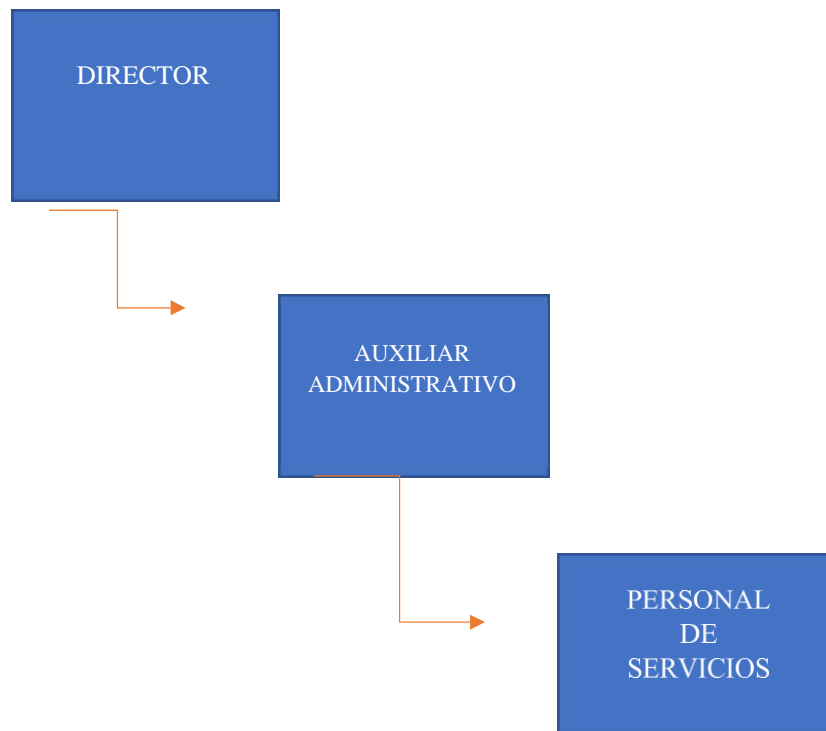 DIRECTOR
AUXILIAR
ADMINISTRATIVO
PERSONAL
DE
SERVICIOS